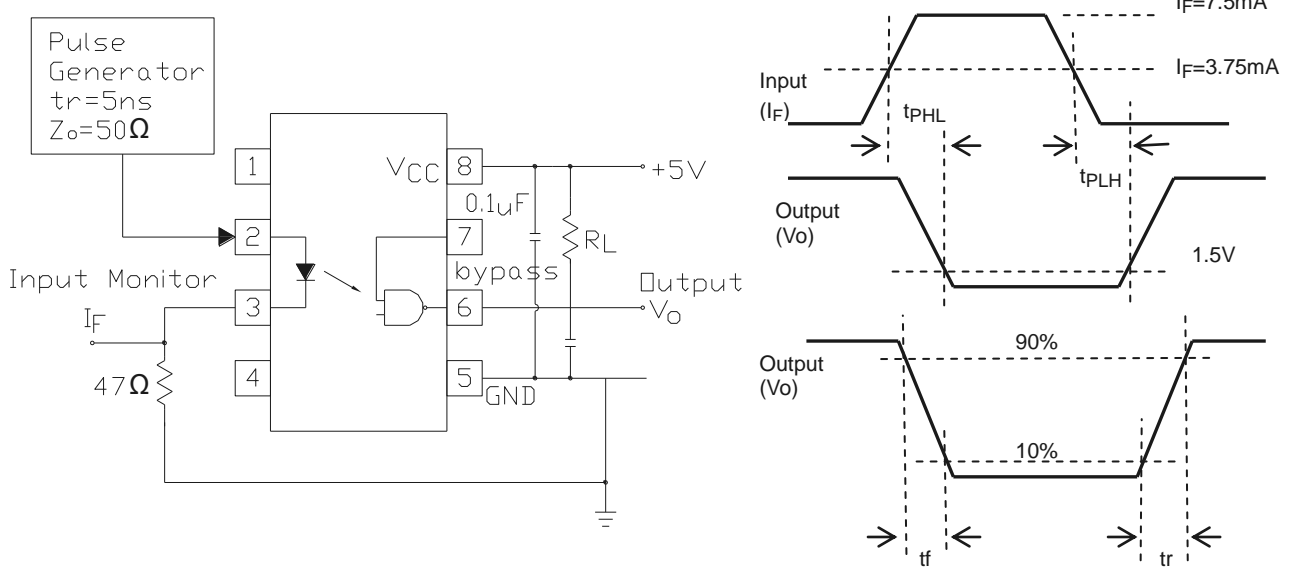 Pulse
Generator
tr=5ns
Zo=50Ω
1
2
3
4
VCC 8
7
6
5
0.1uF
bypass
RL
+5V
Output
Vo
GND
Input Monitor
IF
47Ω
IF=7.5mA
IF=3.75mA
Input
(IF)
tPHL
tPLH
Output
(Vo)
1.5V
Output
(Vo)
90%
10%
tf
tr